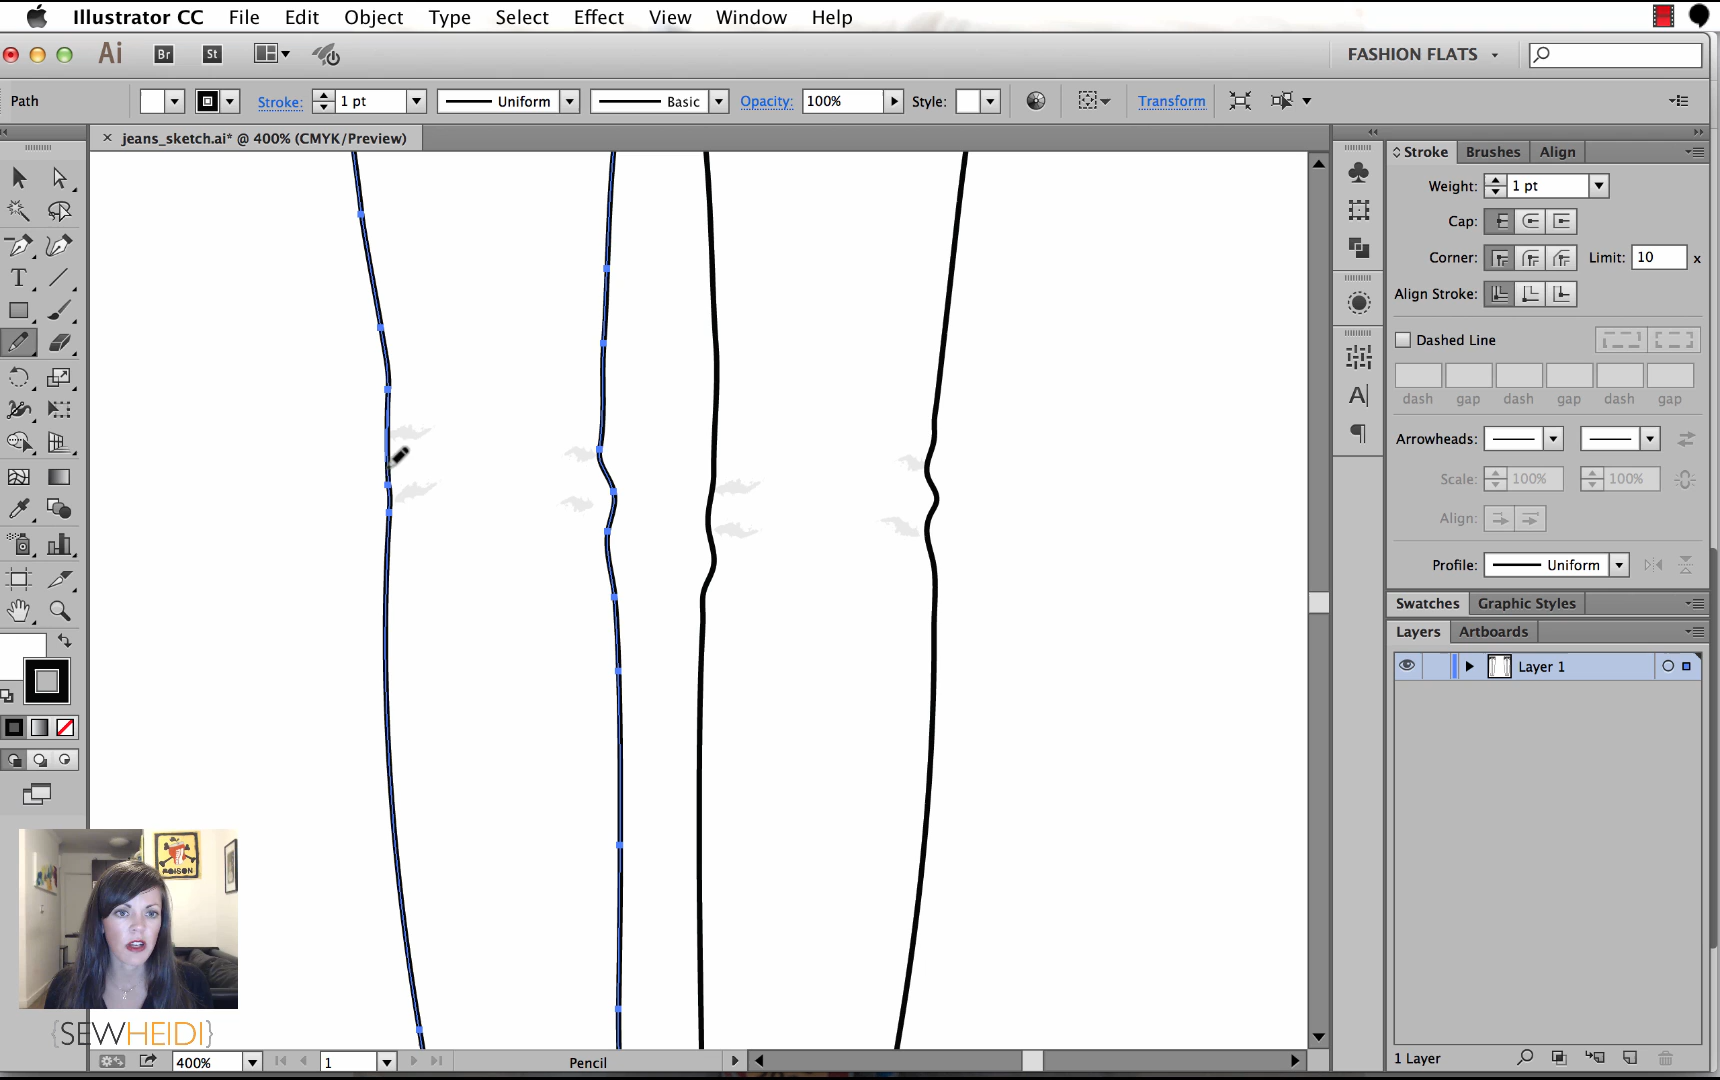 Illustrator CC File Edit Object Type Select Effect View Window Help
Ai Br St FASHION FLATS
Path Stroke: 1 pt Uniform Basic Opacity: 100% Style: Transform
× jeans_sketch.ai* @ 400% (CMYK/Preview)
Stroke Brushes Align
Weight: 1 pt
Cap:
Corner: Limit: 10 x
Align Stroke:
Dashed Line
dash gap dash gap dash gap
Arrowheads:
Scale: 100% 100%
Align:
Profile: Uniform
Swatches Graphic Styles
Layers Artboards
Layer 1
POISON
{SEWHEIDI}
400% 1 Pencil
1 Layer